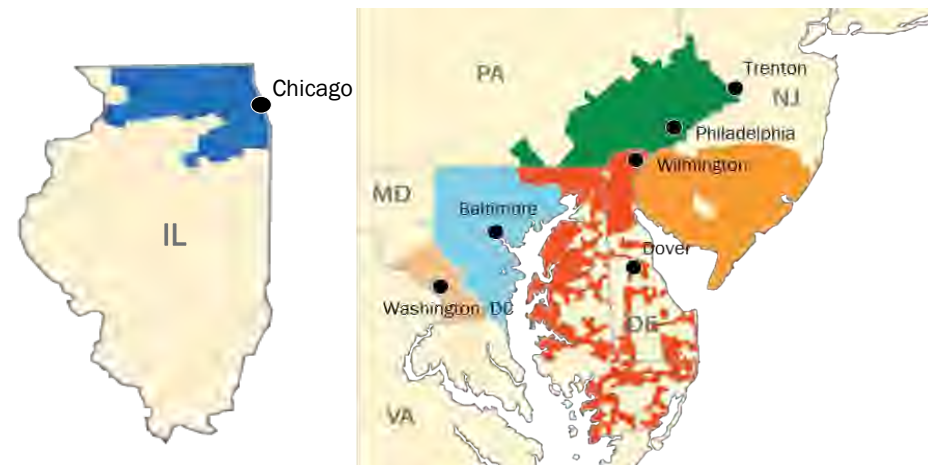 Chicago
IL
PA
Trenton
NJ
Philadelphia
Wilmington
MD
Baltimore
Dover
Washington, DC
DE
VA